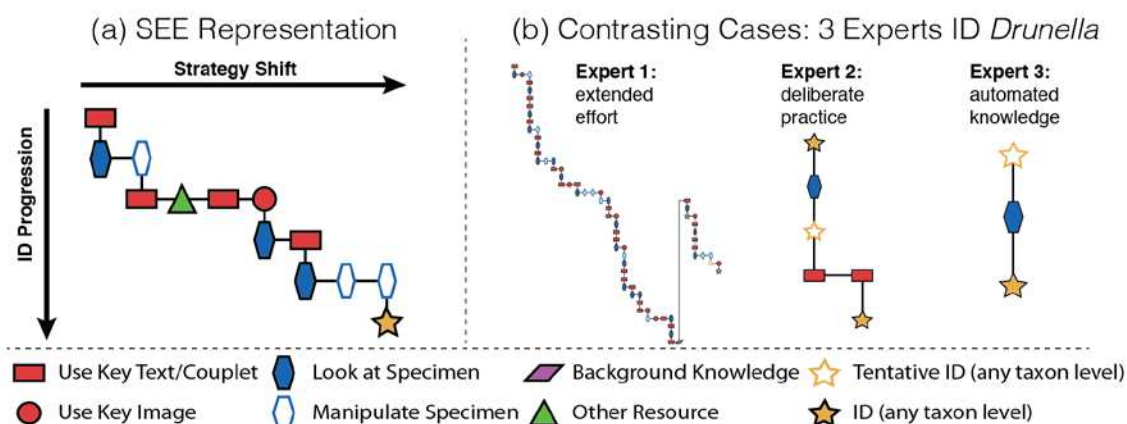 (a) SEE Representation
Strategy Shift
ID Progression
(b) Contrasting Cases: 3 Experts ID Drunella
Expert 1:
extended
effort
Expert 2:
deliberate
practice
Expert 3:
automated
knowledge
Use Key Text/Couplet
Look at Specimen
Background Knowledge
Tentative ID (any taxon level)
Use Key Image
Manipulate Specimen
Other Resource
ID (any taxon level)